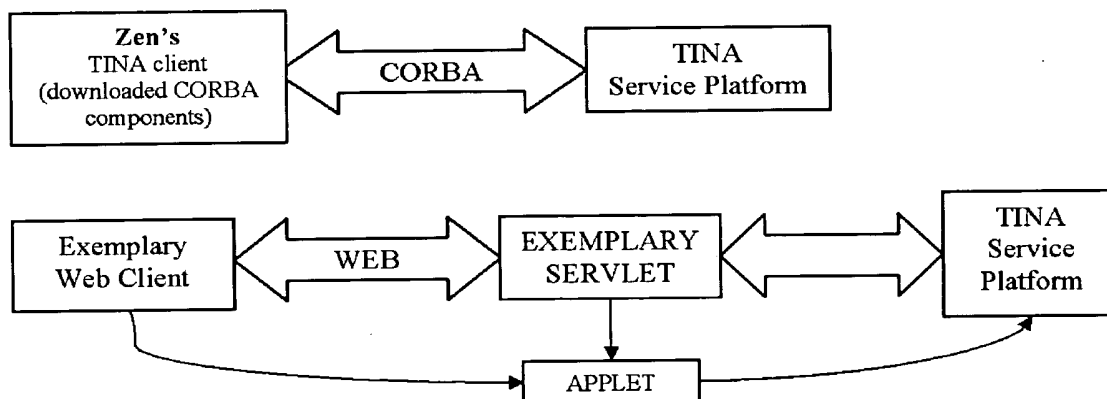 Zen's
TINA client
(downloaded CORBA
components)
CORBA
TINA
Service Platform
Exemplary
Web Client
WEB
EXEMPLARY
SERVLET
TINA
Service
Platform
APPLET